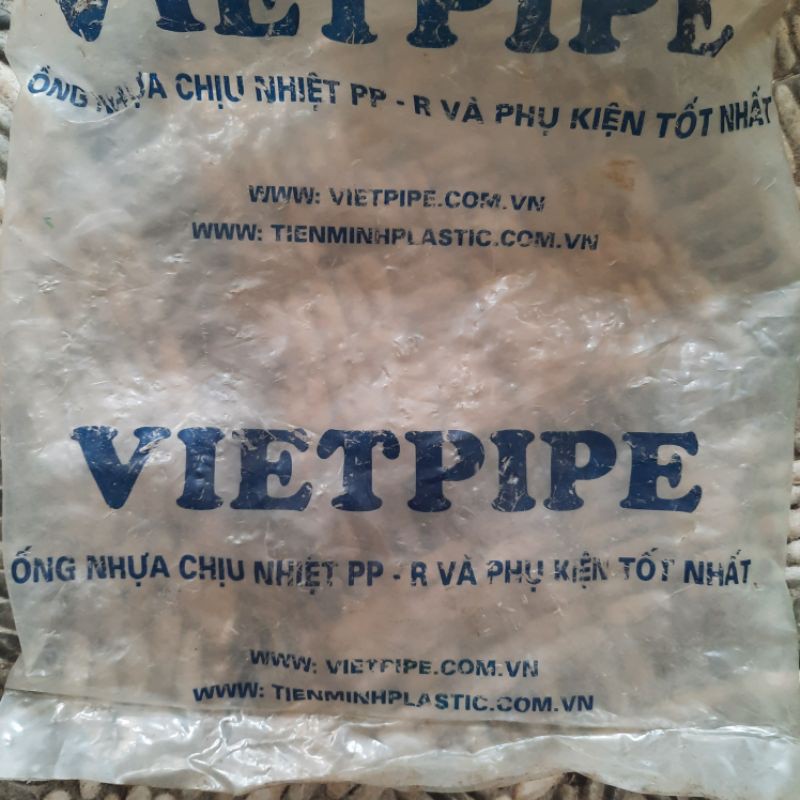 VIETPIPE
ỐNG NHỰA CHỊU NHIỆT PP - R VÀ PHỤ KIỆN TỐT NHẤT
WWW: VIETPIPE.COM.VN
WWW: TIENMINHPLASTIC.COM.VN
VIETPIPE
ỐNG NHỰA CHỊU NHIỆT PP - R VÀ PHỤ KIỆN TỐT NHẤT
WWW: VIETPIPE.COM.VN
WWW: TIENMINHPLASTIC.COM.VN